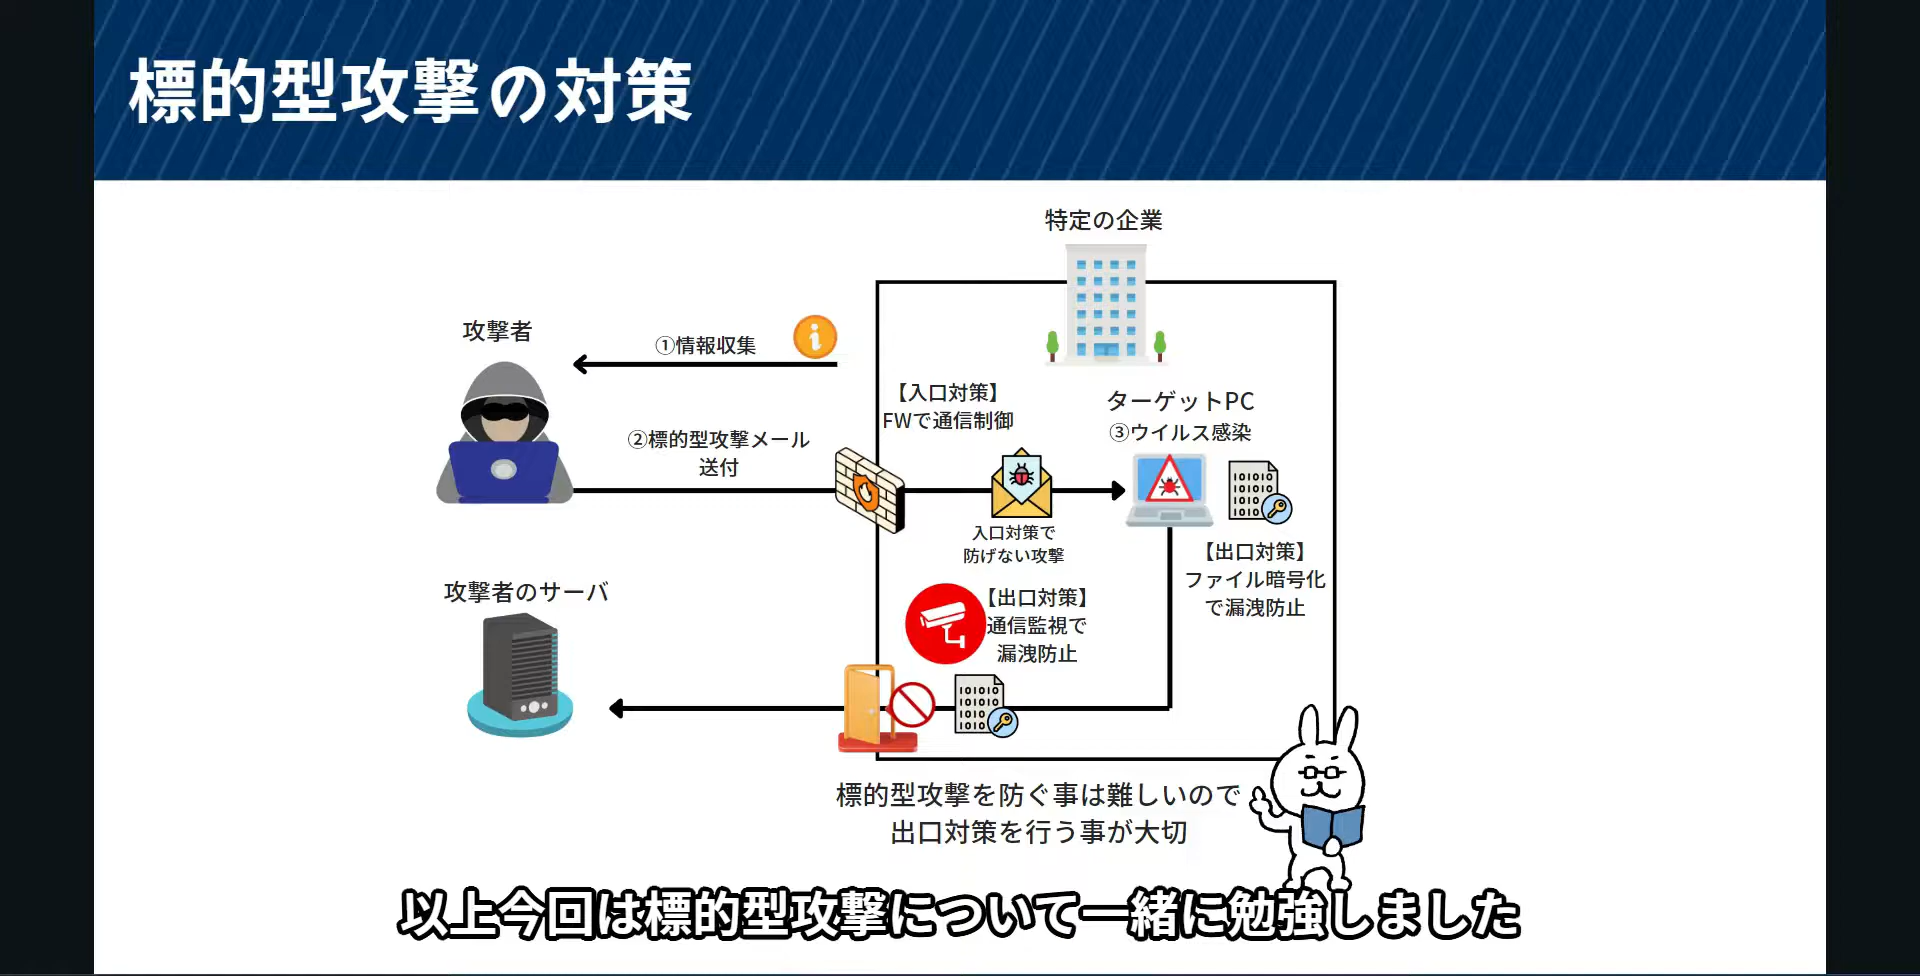 標的型攻撃の対策
特定の企業
攻撃者
①情報収集
【入口対策】
FWで通信制御
ターゲットPC
③ウイルス感染
②標的型攻撃メール
送付
入口対策で
防げない攻撃
【出口対策】
ファイル暗号化
で漏洩防止
攻撃者のサーバ
【出口対策】
通信監視で
漏洩防止
標的型攻撃を防ぐ事は難しいので
出口対策を行う事が大切
以上今回は標的型攻撃について一緒に勉強しました